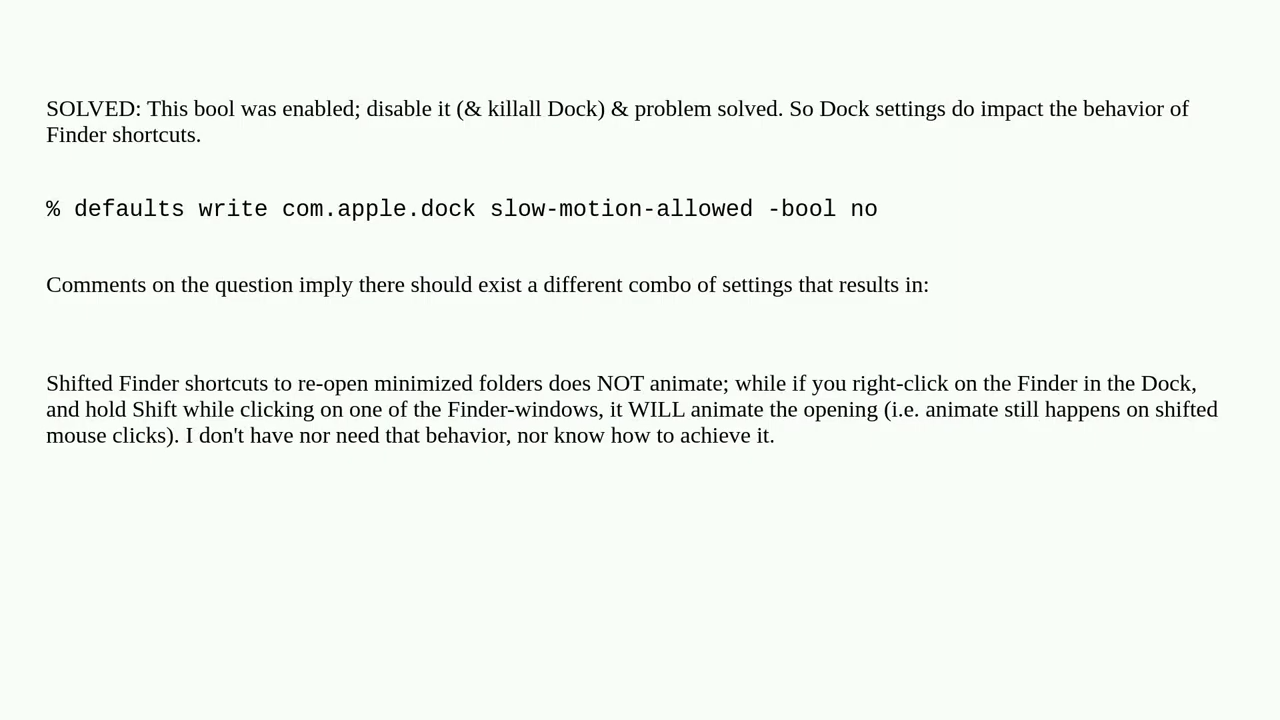 SOLVED: This bool was enabled; disable it (& killall Dock) & problem solved. So Dock settings do impact the behavior of
Finder shortcuts.
% defaults write com.apple.dock slow-motion-allowed -bool no
Comments on the question imply there should exist a different combo of settings that results in:
Shifted Finder shortcuts to re-open minimized folders does NOT animate; while if you right-click on the Finder in the Dock,
and hold Shift while clicking on one of the Finder-windows, it WILL animate the opening (i.e. animate still happens on shifted
mouse clicks). I don't have nor need that behavior, nor know how to achieve it.